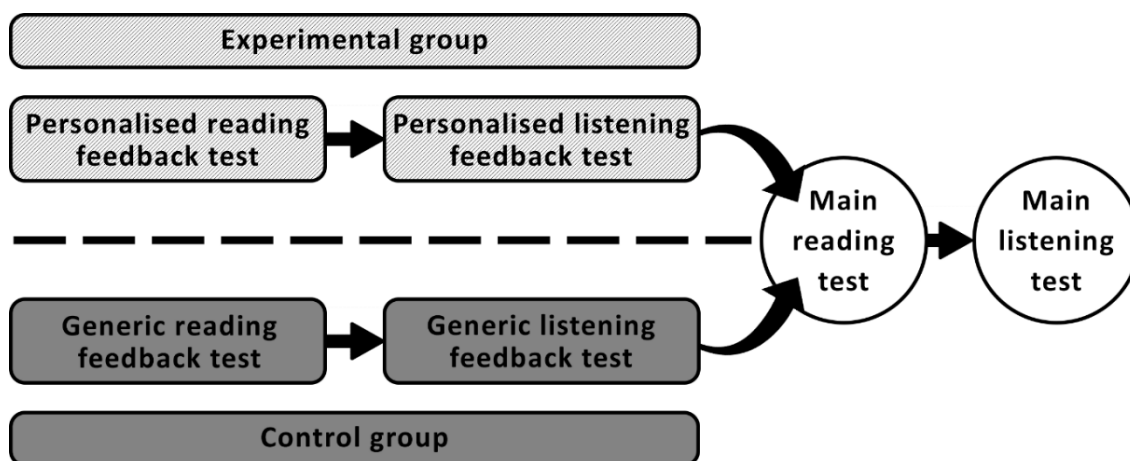 Experimental group
Personalised reading
feedback test
Personalised listening
feedback test
Main
reading
test
Main
listening
test
Generic reading
feedback test
Generic listening
feedback test
Control group